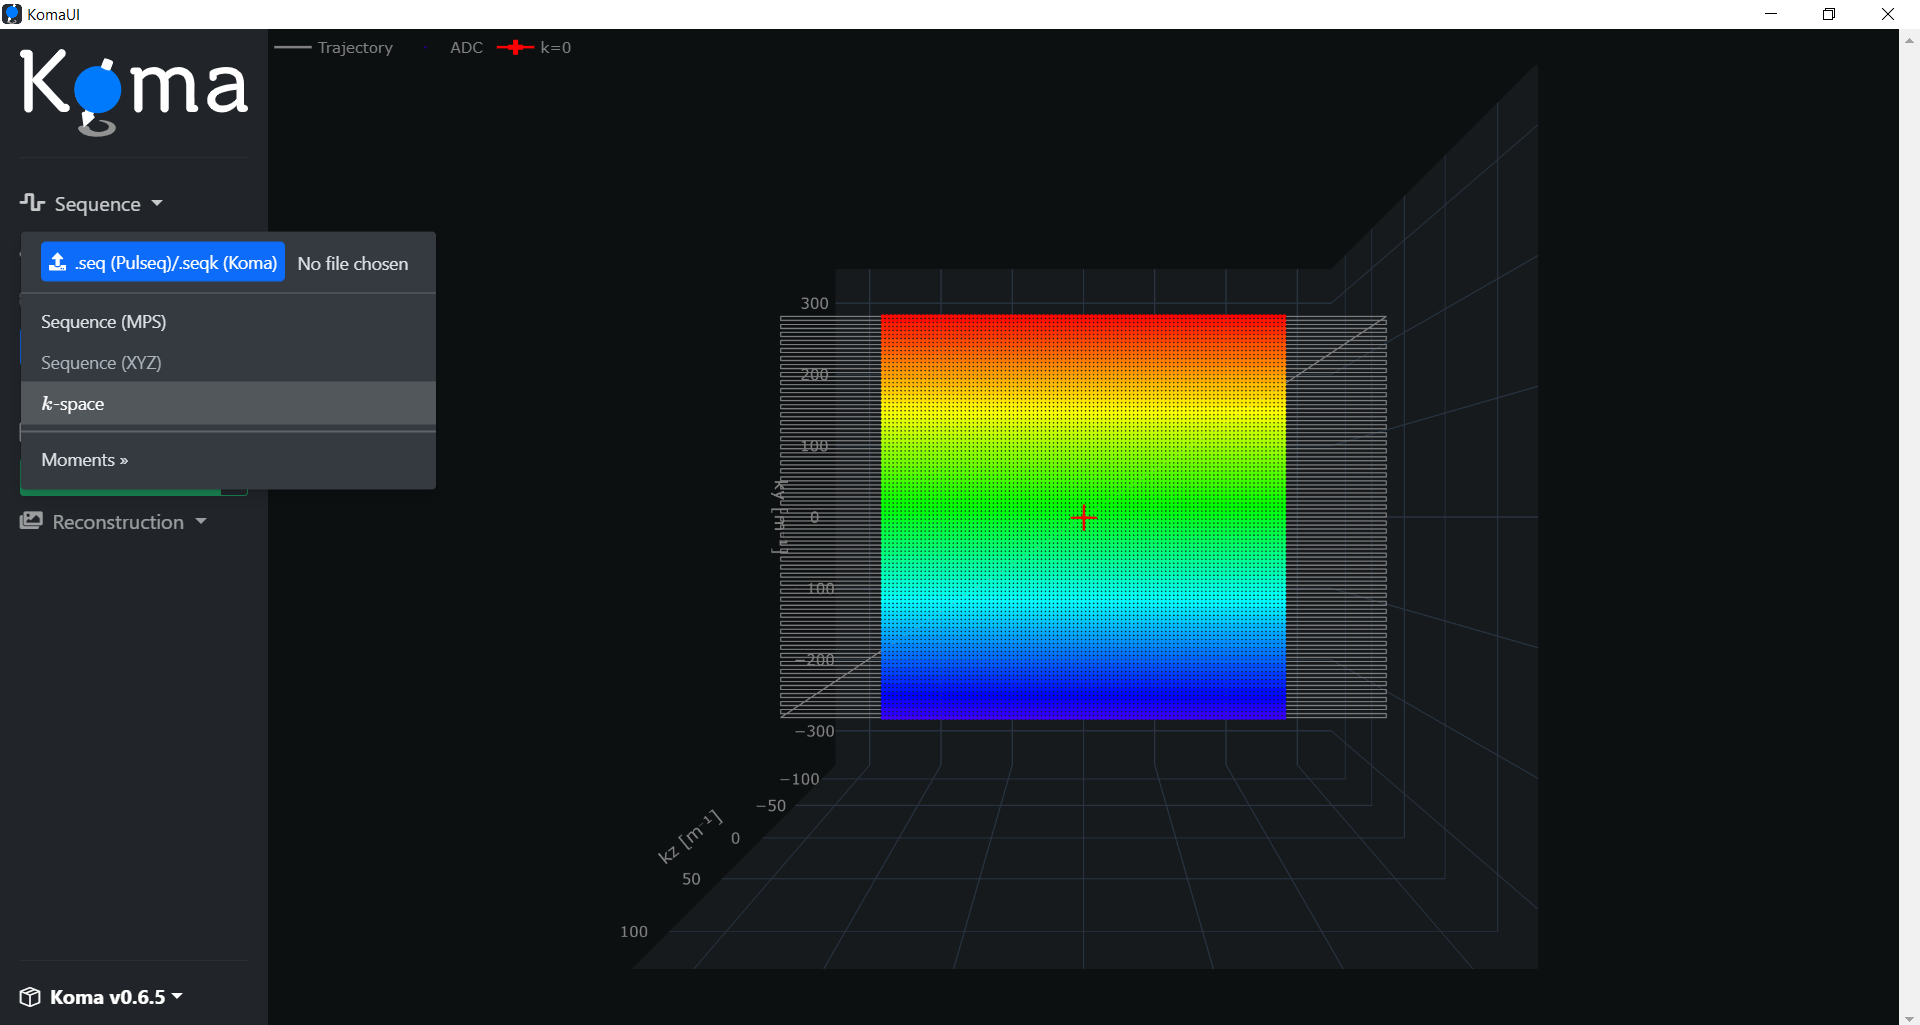 KomaUI
Koma
Trajectory ADC k=0
Sequence
.seq (Pulseq)/.seqk (Koma) No file chosen
Sequence (MPS)
Sequence (XYZ)
k-space
Moments »
Reconstruction
Koma v0.6.5
300
200
100
0
−100
−200
−300
ky [m⁻¹]
−100
−50
0
50
100
kz [m⁻¹]